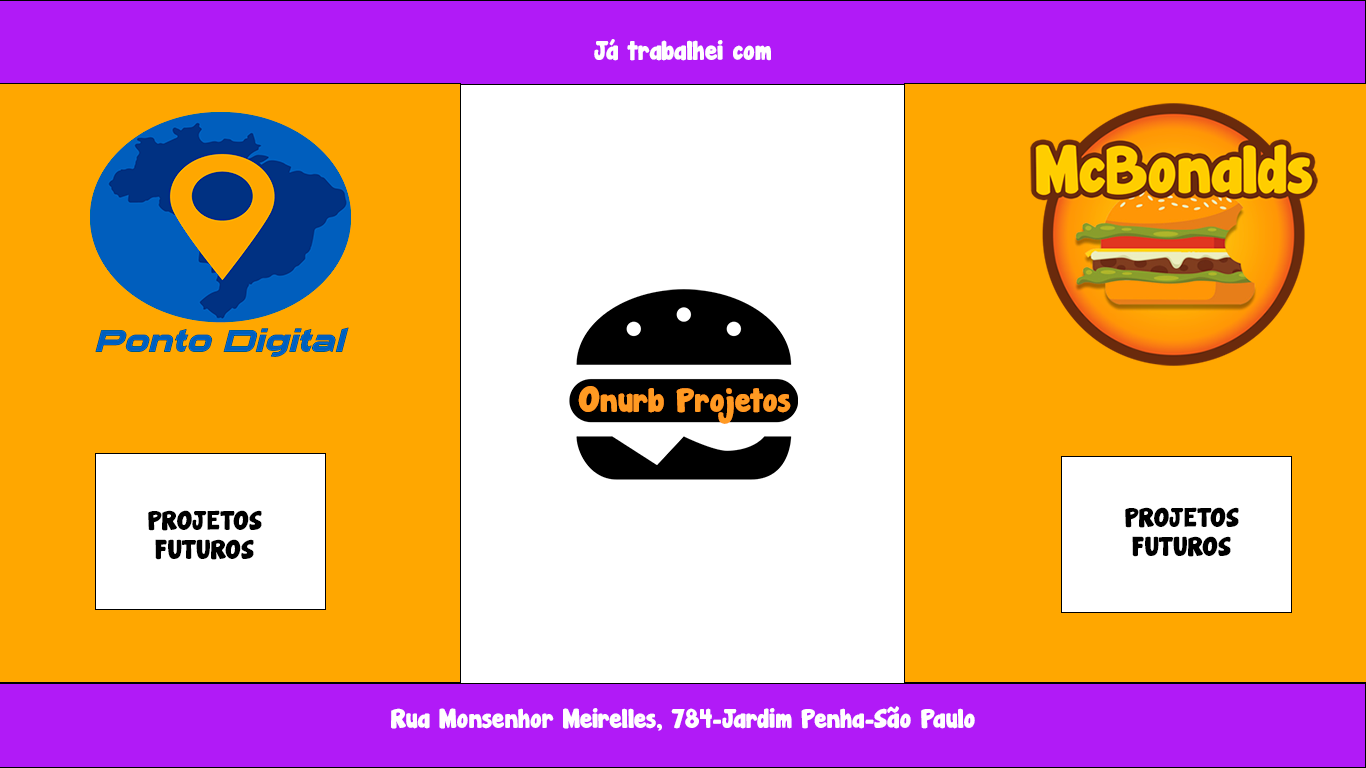 Já trabalhei com
McBonalds
Ponto Digital
Onurb Projetos
PROJETOS
FUTUROS
PROJETOS
FUTUROS
Rua Monsenhor Meirelles, 784-Jardim Penha-São Paulo